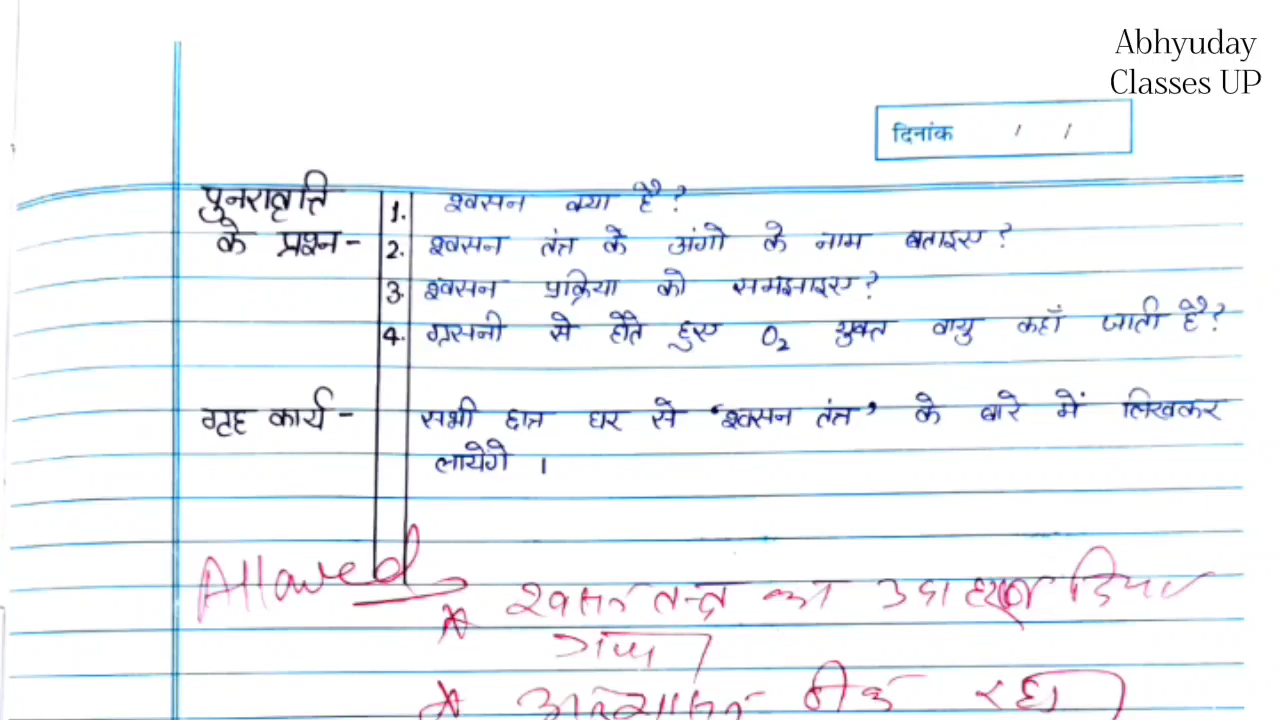 Abhyuday
Classes UP
दिनांक / /
पुनरावृत्ति
के प्रश्न-
1. श्वसन क्या है?
2. श्वसन तंत्र के अंगो के नाम बताइए?
3. श्वसन प्रक्रिया को समझाइए?
4. ग्रसनी से होते हुए O₂ युक्त वायु कहाँ जाती है?
गृह कार्य- सभी छात्र घर से 'श्वसन तंत्र' के बारे में लिखकर
लायेगे ।
Allowed
* श्वसन तन्त्र का उदाहरण दिया
गया।
* ठीक रहा।